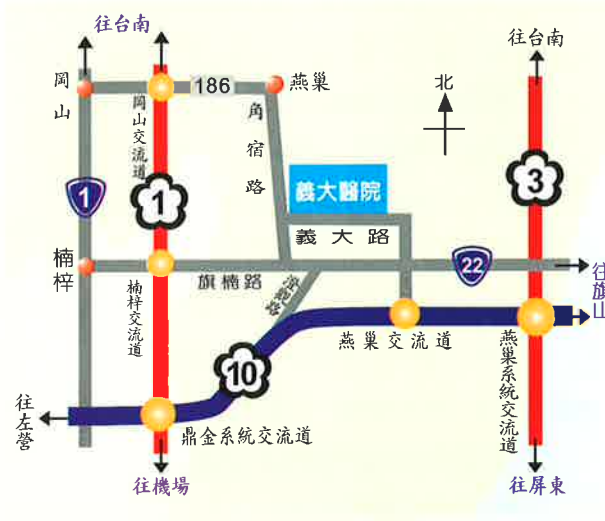 往台南
往台南
岡山
186
燕巢
北
岡山交流道
角宿路
1
1
義大醫院
3
義大路
楠梓
22
旗楠路
往旗山
楠梓交流道
燕巢交流道
燕巢系統交流道
10
往左營
鼎金系統交流道
往機場
往屏東